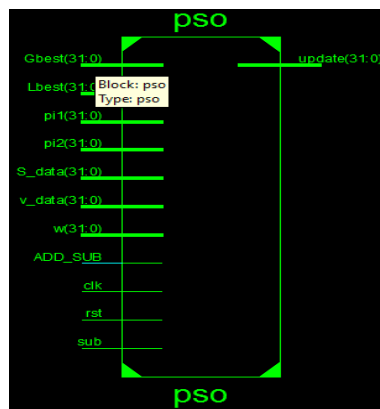 pso
Gbest(31:0)
update(31:0)
Lbest(31:0
Block: pso
Type: pso
pi1(31:0)
pi2(31:0)
S_data(31:0)
v_data(31:0)
w(31:0)
ADD_SUB
clk
rst
sub
pso